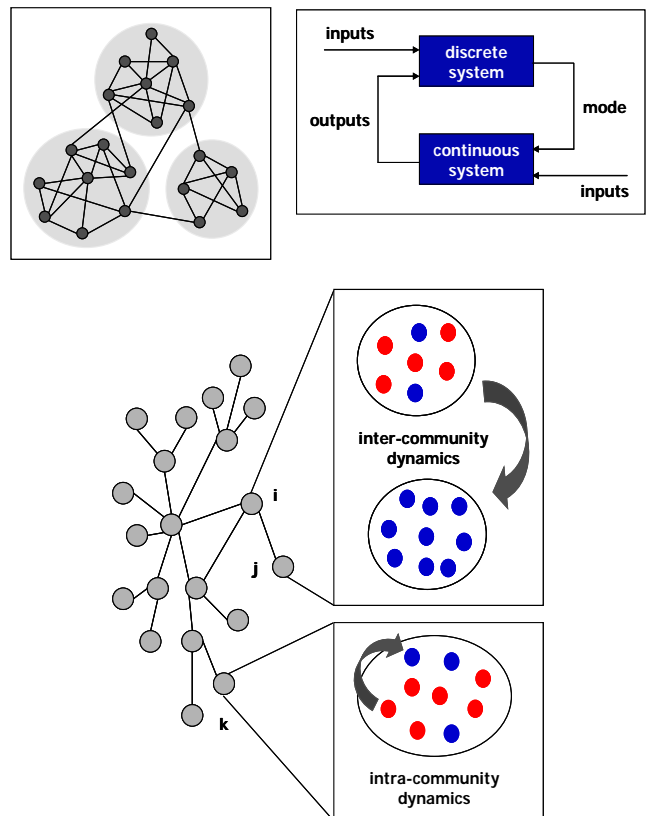 inputs
discrete
system
outputs
mode
continuous
system
inputs
inter-community
dynamics
i
j
k
intra-community
dynamics